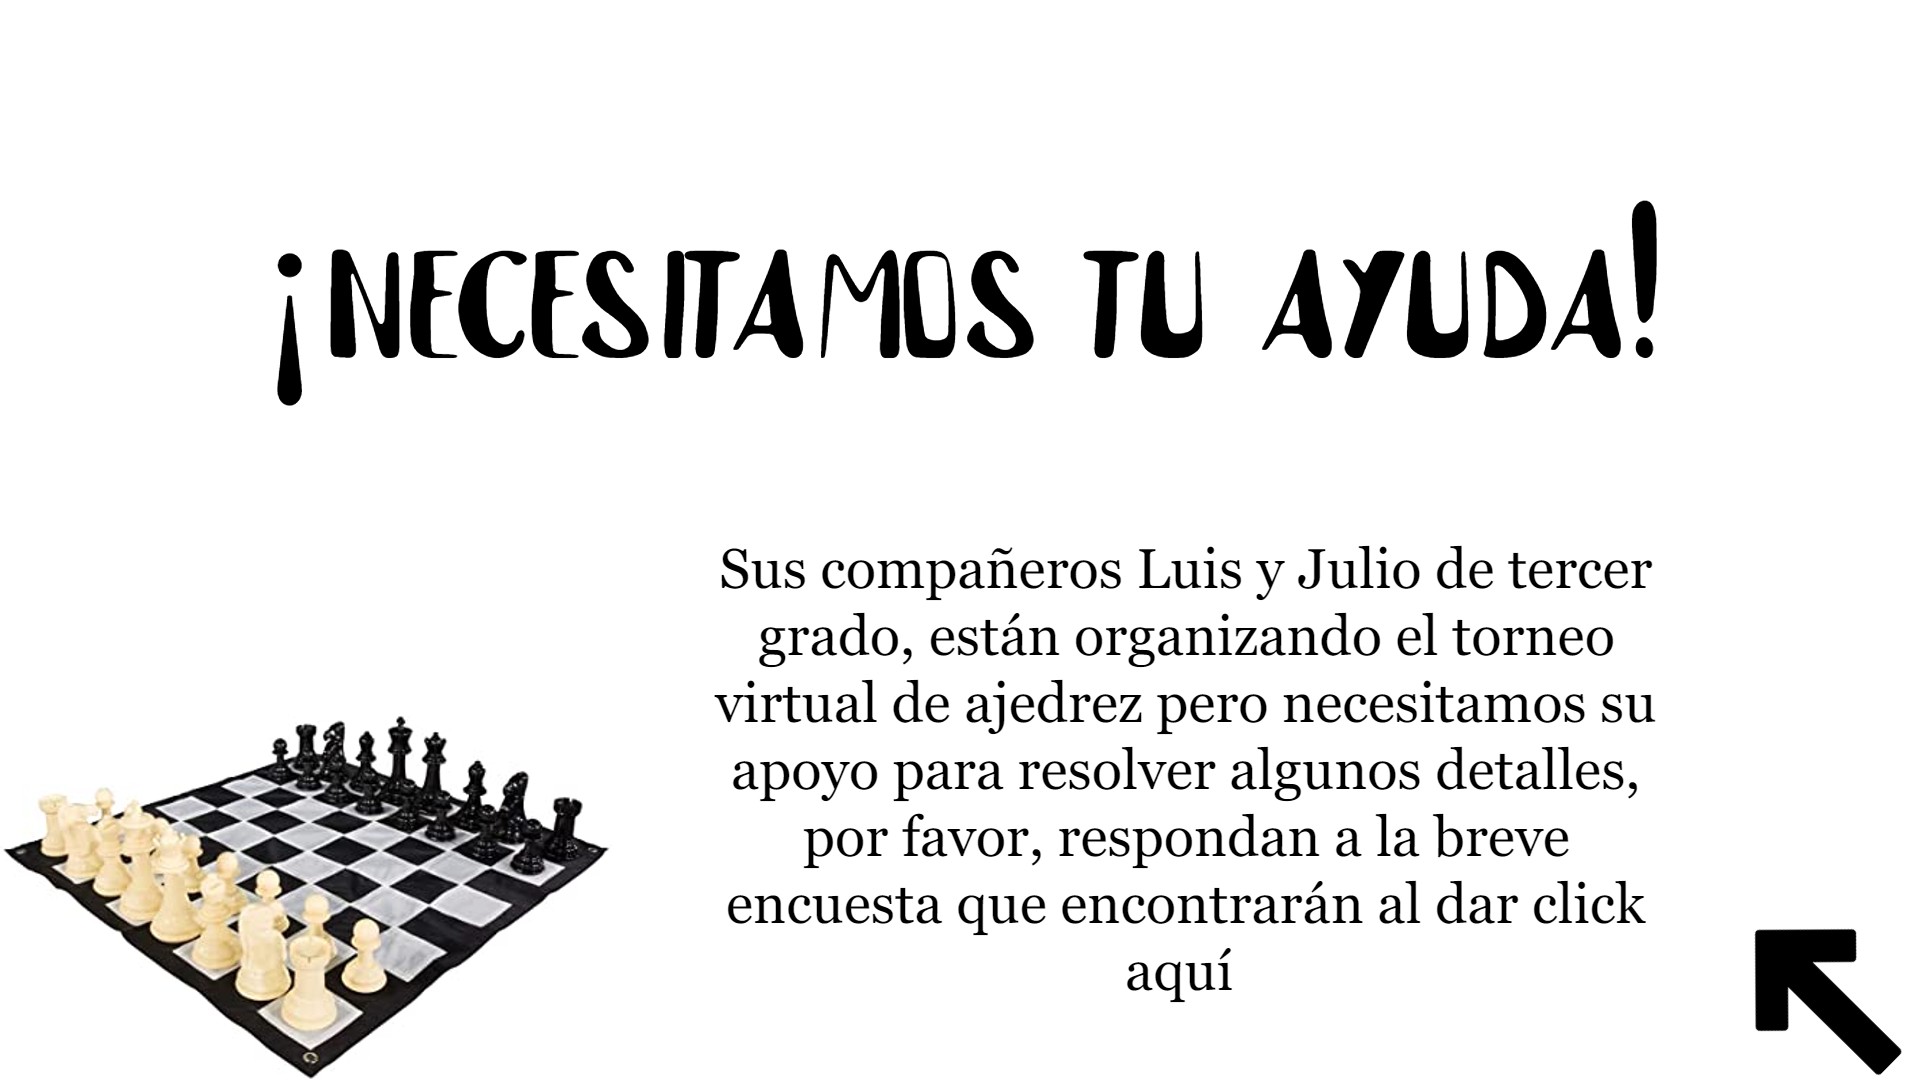 ¡NECESITAMOS TU AYUDA!
Sus compañeros Luis y Julio de tercer
grado, están organizando el torneo
virtual de ajedrez pero necesitamos su
apoyo para resolver algunos detalles,
por favor, respondan a la breve
encuesta que encontrarán al dar click
aquí